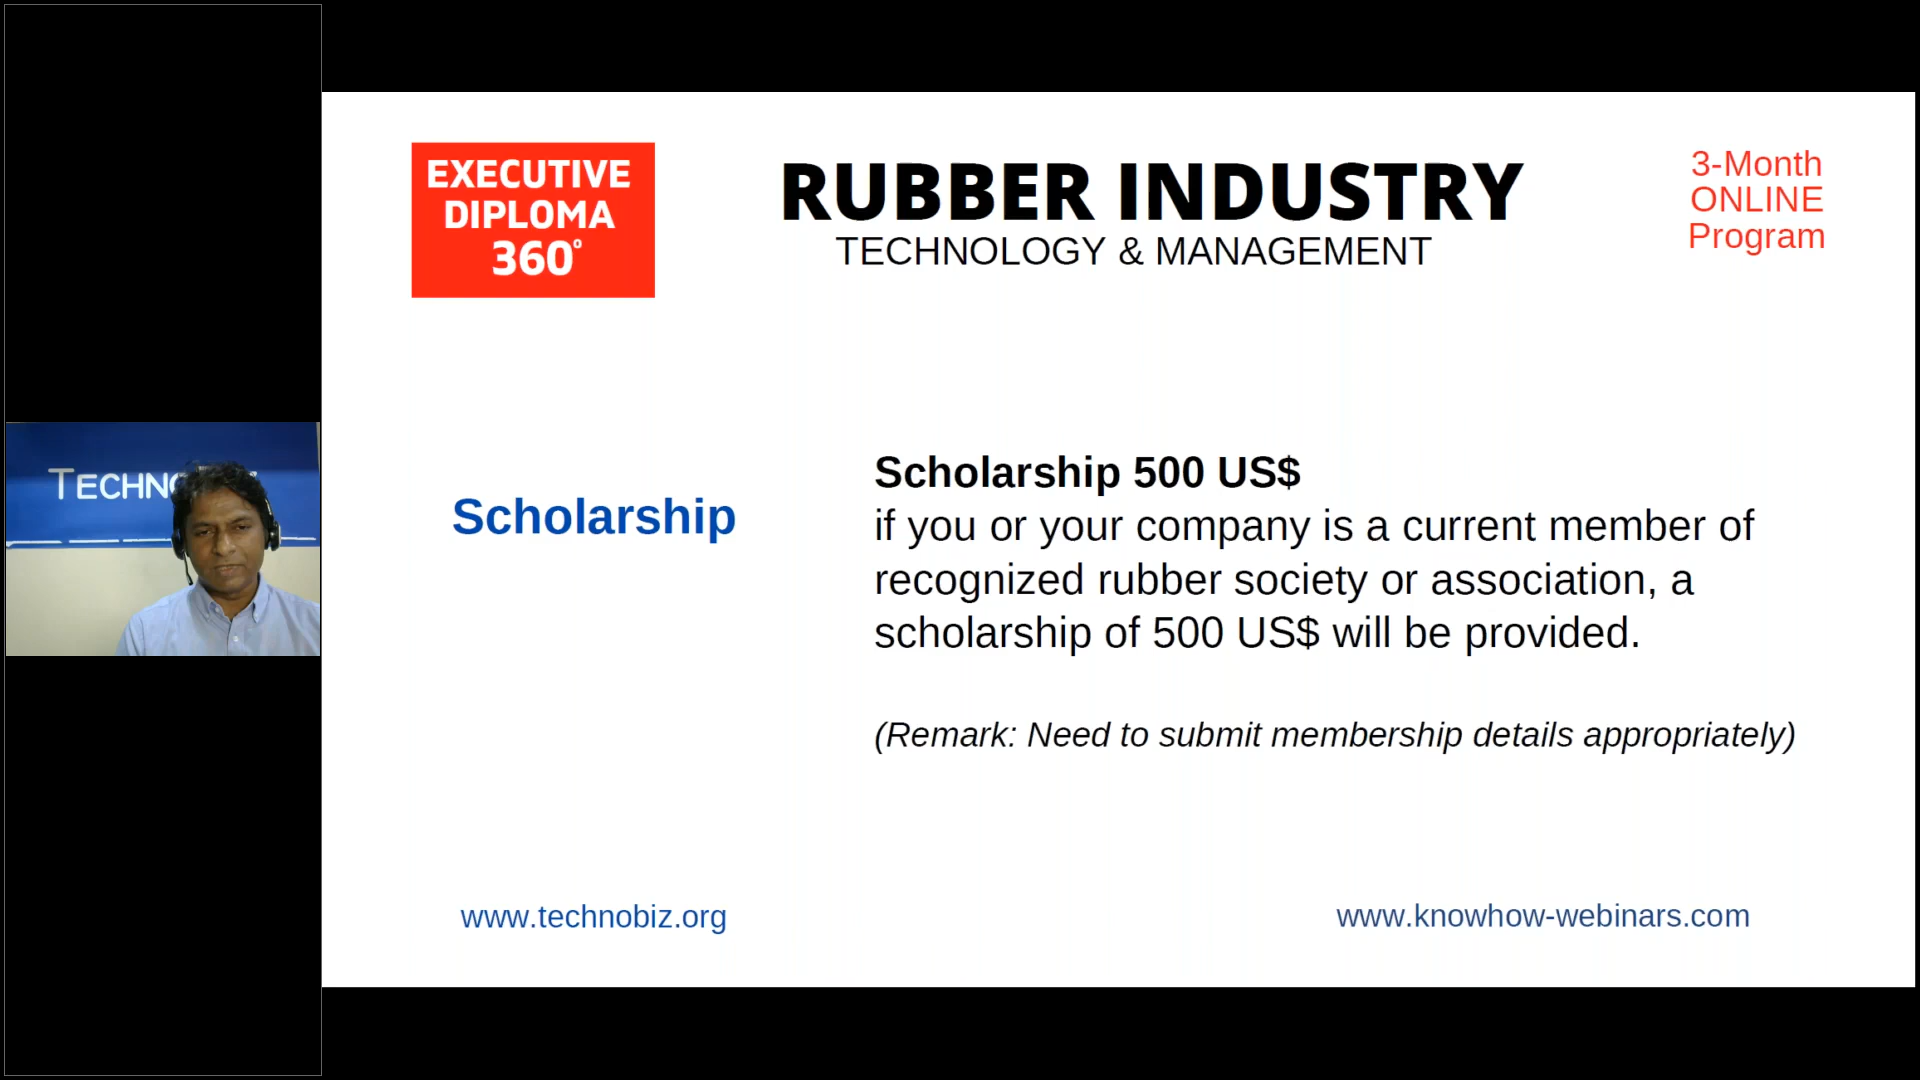 EXECUTIVE
DIPLOMA
360°
RUBBER INDUSTRY
TECHNOLOGY & MANAGEMENT
3-Month
ONLINE
Program
Scholarship
Scholarship 500 US$
if you or your company is a current member of
recognized rubber society or association, a
scholarship of 500 US$ will be provided.
(Remark: Need to submit membership details appropriately)
www.technobiz.org
www.knowhow-webinars.com